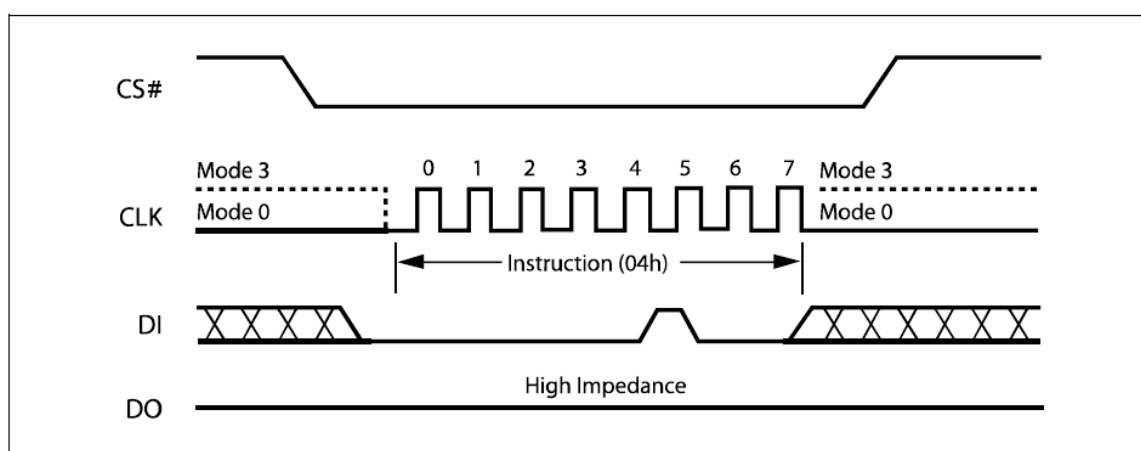 CS#
Mode 3
0 1 2 3 4 5 6 7
Mode 3
CLK
Mode 0
Mode 0
Instruction (04h)
DI
High Impedance
DO